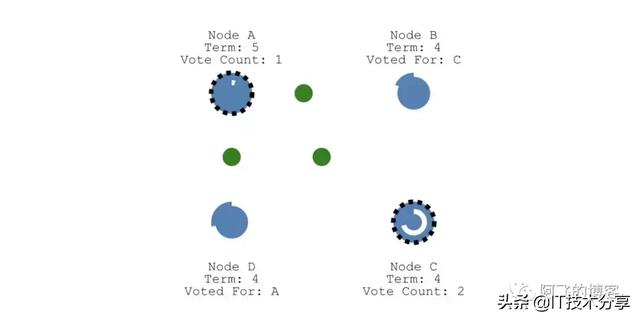 Node A
Term: 5
Vote Count: 1
Node B
Term: 4
Voted For: C
Node D
Term: 4
Voted For: A
Node C
Term: 4
Vote Count: 2
阿飞的博客
头条@IT技术分享